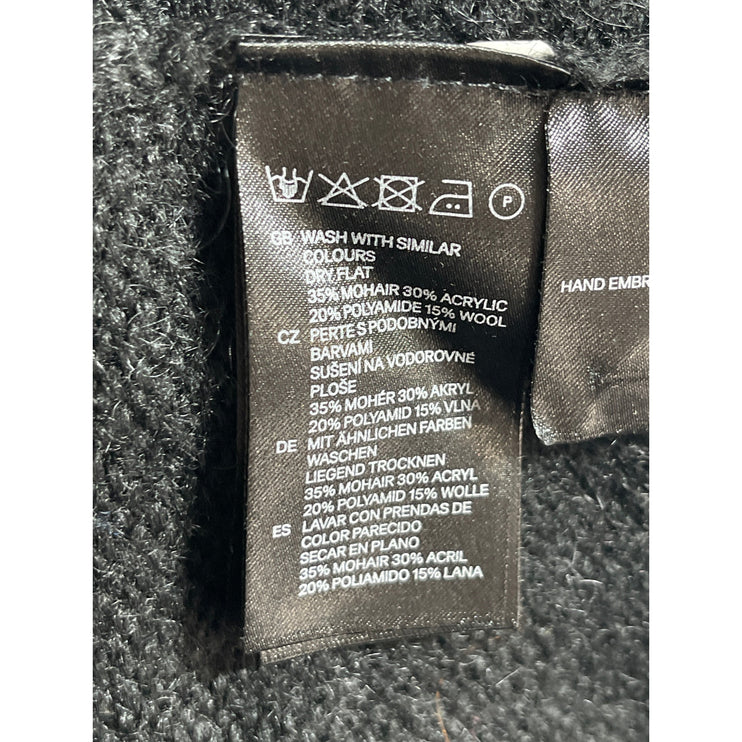 P
GB WASH WITH SIMILAR
COLOURS
DRY FLAT
35% MOHAIR 30% ACRYLIC
20% POLYAMIDE 15% WOOL
CZ PERTE S PODOBNÝMI
BARVAMI
SUŠENÍ NA VODOROVNÉ
PLOŠE
35% MOHÉR 30% AKRYL
20% POLYAMID 15% VLNA
DE MIT ÄHNLICHEN FARBEN
WASCHEN
LIEGEND TROCKNEN
35% MOHAIR 30% ACRYL
20% POLYAMID 15% WOLLE
ES LAVAR CON PRENDAS DE
COLOR PARECIDO
SECAR EN PLANO
35% MOHAIR 30% ACRIL
20% POLIAMIDO 15% LANA
HAND EMBR